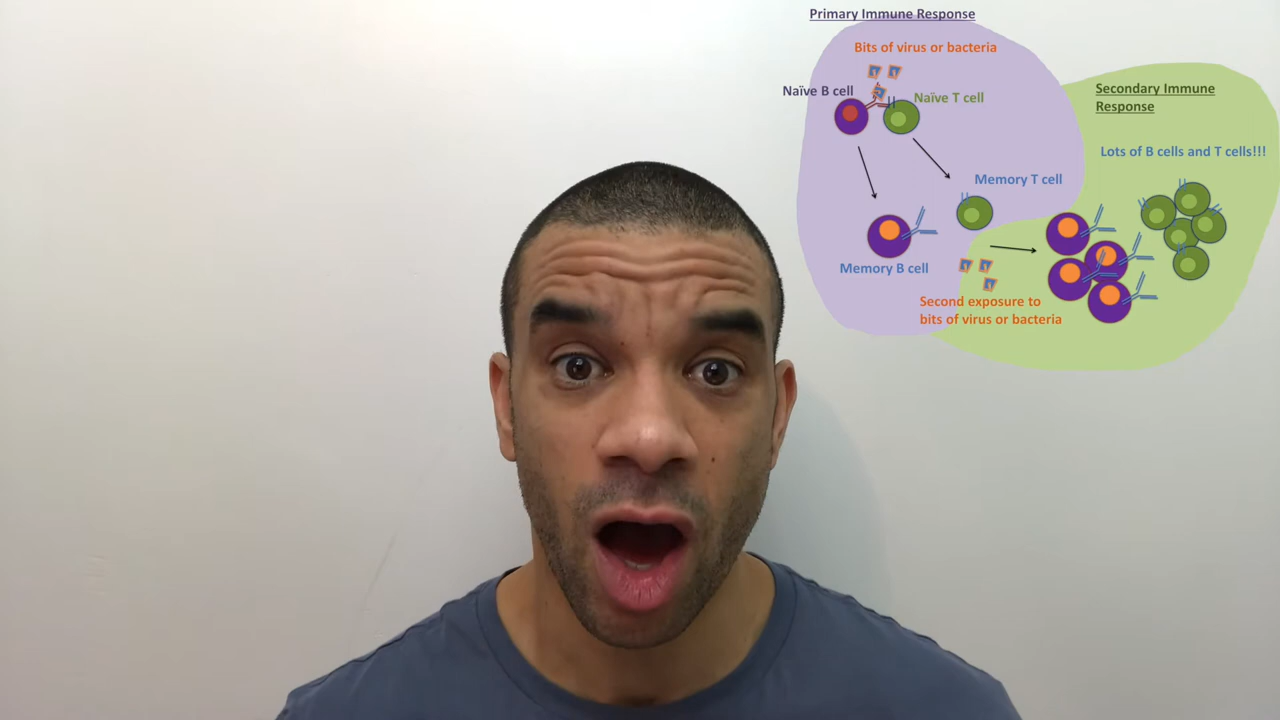 Primary Immune Response
Bits of virus or bacteria
Naïve B cell
Naïve T cell
Memory T cell
Memory B cell
Second exposure to
bits of virus or bacteria
Secondary Immune
Response
Lots of B cells and T cells!!!